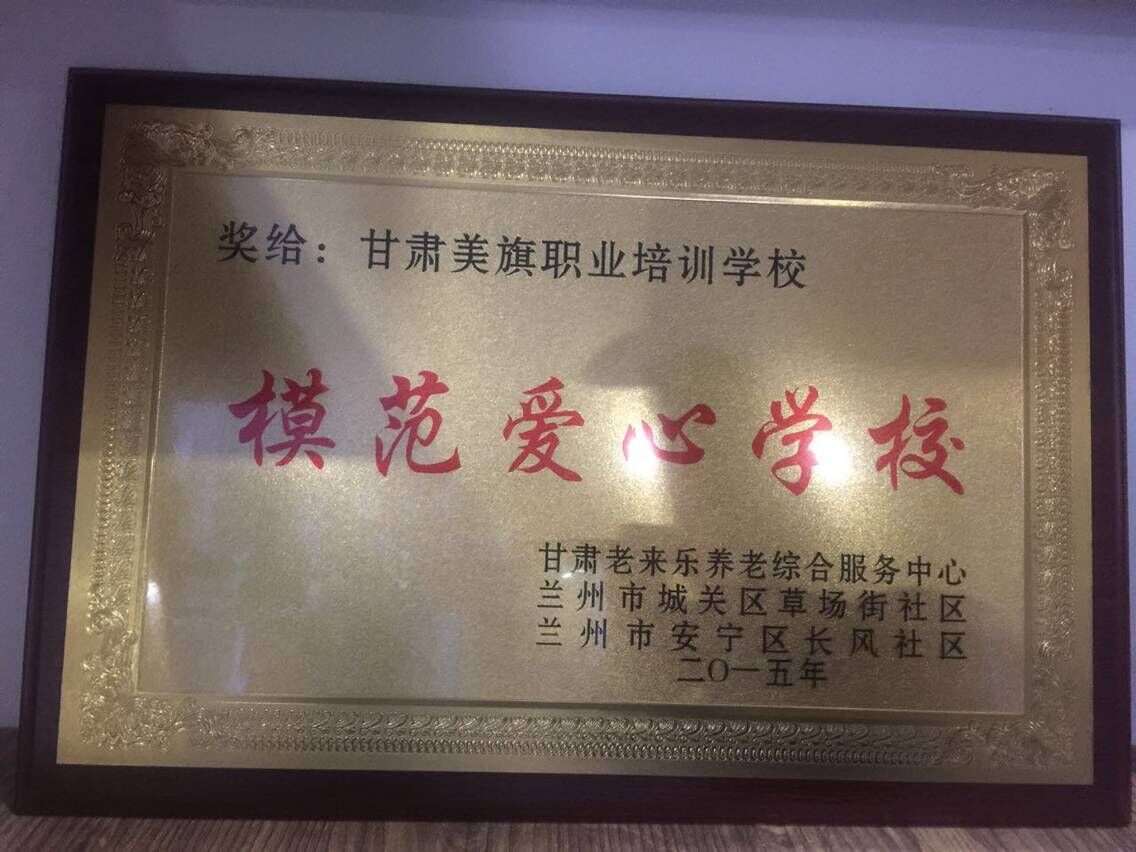 奖给：甘肃美旗职业培训学校
模范爱心学校
甘肃老来乐养老综合服务中心
兰州市城关区草场街社区
兰州市安宁区长风社区
二〇一五年